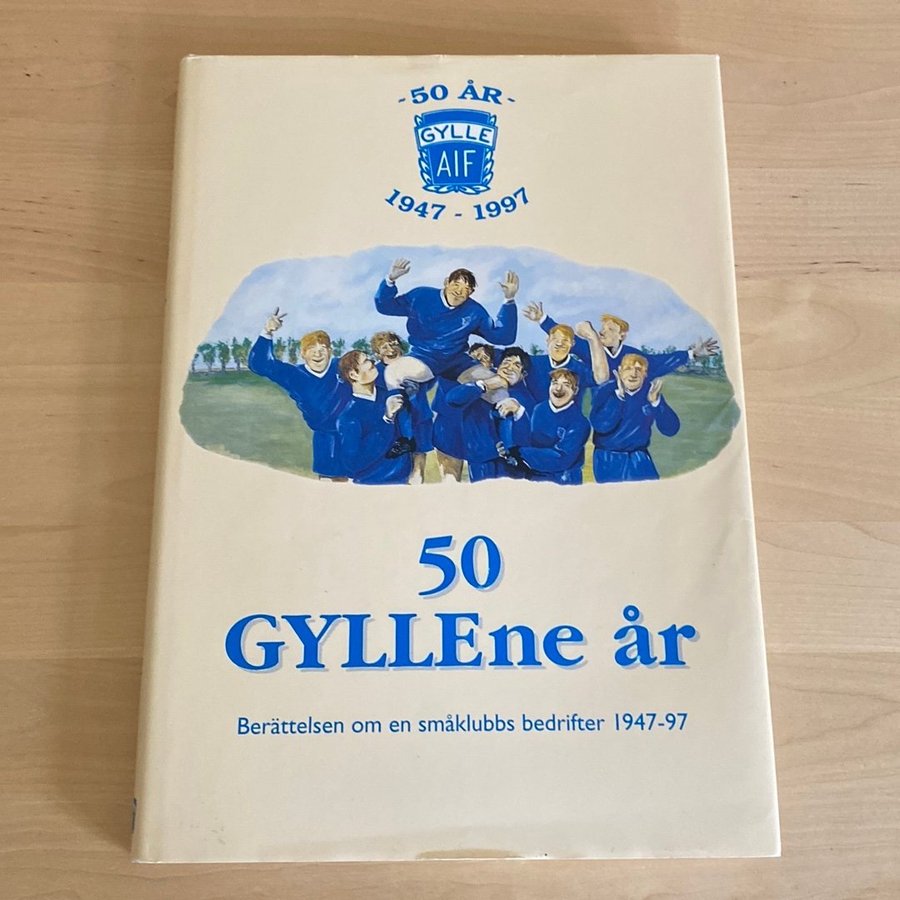 - 50 ÅR -
GYLLE
AIF
1947 - 1997
50
GYLLEne år
Berättelsen om en småklubbs bedrifter 1947-97